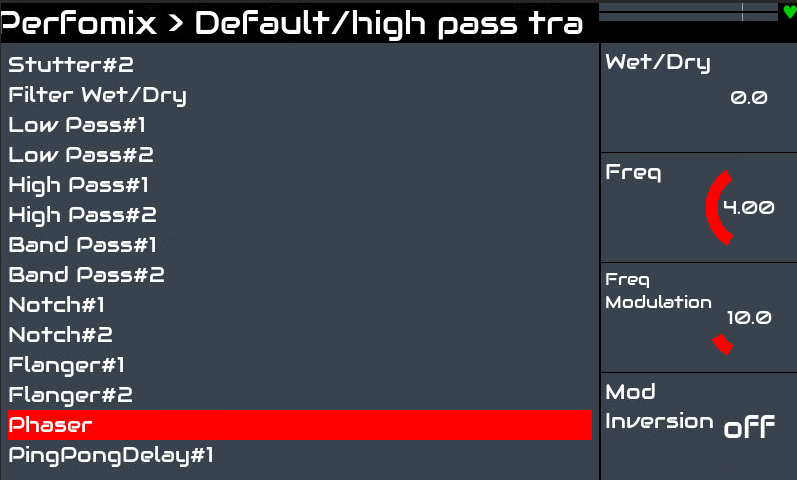 Perfomix > Default/high pass tra
Stutter#2
Filter Wet/Dry
Low Pass#1
Low Pass#2
High Pass#1
High Pass#2
Band Pass#1
Band Pass#2
Notch#1
Notch#2
Flanger#1
Flanger#2
Phaser
PingPongDelay#1
Wet/Dry
0.0
Freq
4.00
Freq
Modulation
10.0
Mod
Inversion off